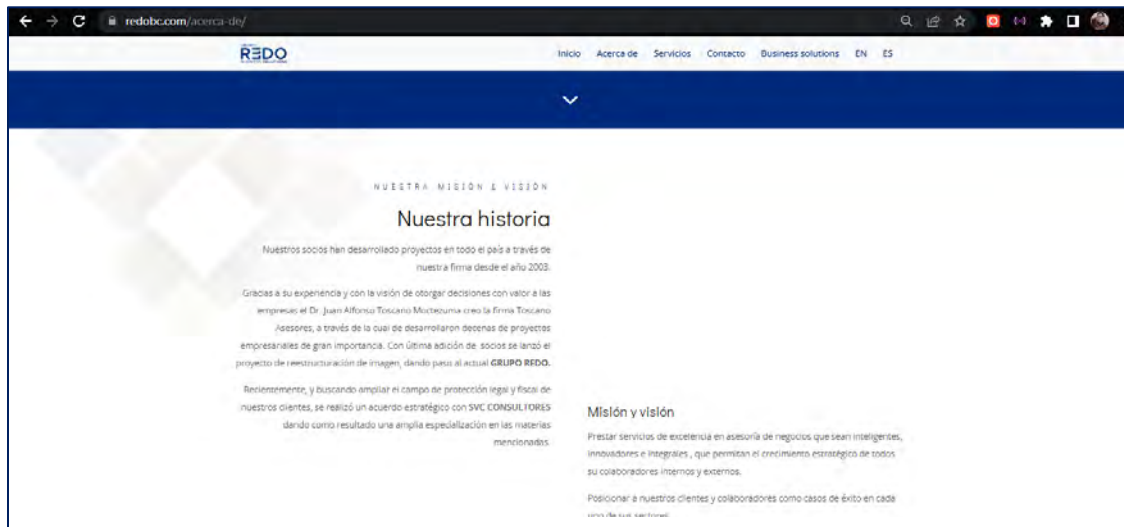 redobc.com/acerca-de/
REDO
Inicio Acerca de Servicios Contacto Business solutions EN ES
NUESTRA MISIÓN & VISIÓN
Nuestra historia
Nuestros socios han desarrollado proyectos en todo el país a través de
nuestra firma desde el año 2003.
Gracias a su experiencia y con la visión de otorgar decisiones con valor a las
empresas el Dr. Juan Alfonso Toscano Moctezuma creo la firma Toscano
Asesores, a través de la cual de desarrollaron decenas de proyectos
empresariales de gran importancia. Con última adición de socios se lanzó el
proyecto de reestructuración de imagen, dando paso al actual GRUPO REDO.
Recientemente, y buscando ampliar el campo de protección legal y fiscal de
nuestros clientes, se realizó un acuerdo estratégico con SVC CONSULTORES
dando como resultado una amplia especialización en las materias
mencionadas.
Misión y visión
Prestar servicios de excelencia en asesoría de negocios que sean inteligentes,
innovadores e integrales , que permitan el crecimiento estratégico de todos
su colaboradores internos y externos.
Posicionar a nuestros clientes y colaboradores como casos de éxito en cada
uno de sus sectores